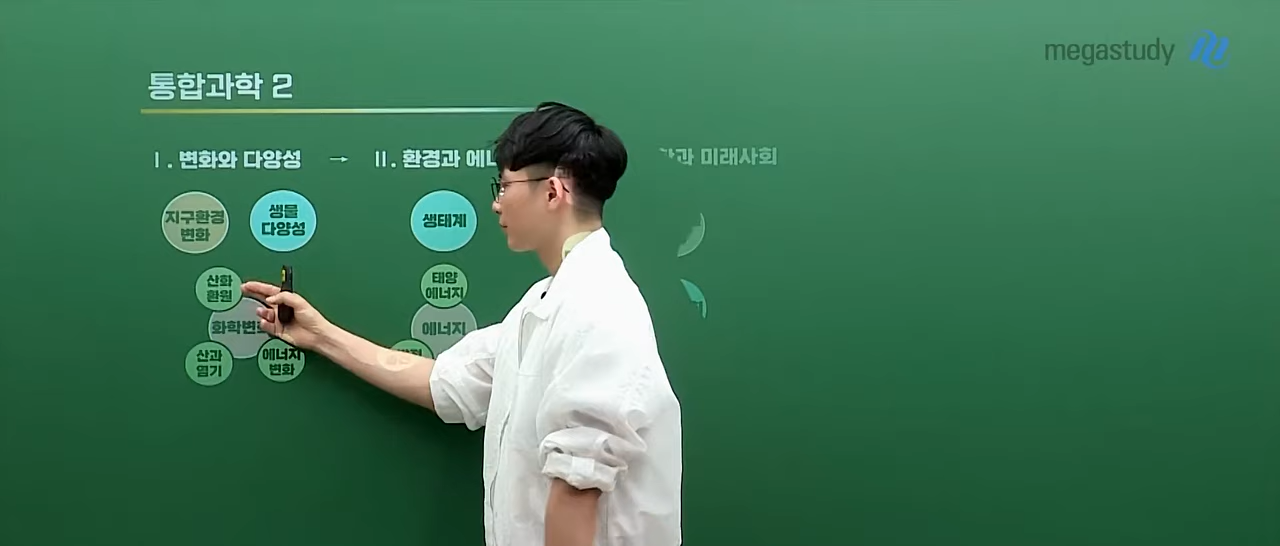 megastudy
통합과학 2
Ⅰ. 변화와 다양성 → Ⅱ. 환경과
미래사회
지구환경
변화
생물
다양성
생태계
산화
환원
태양
에너지
화학변화
에너지
산과
염기
에너지
변화